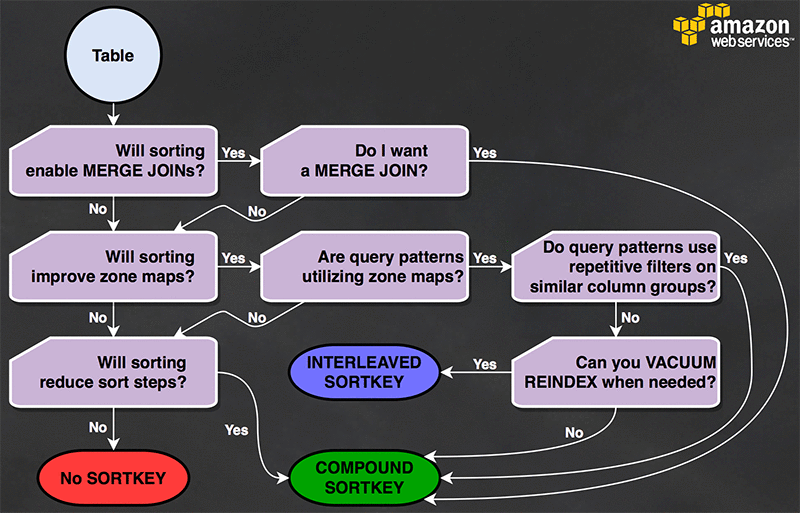 amazon
webservices™
Table
Will sorting
enable MERGE JOINs?
Yes
Do I want
a MERGE JOIN?
Yes
No
No
Will sorting
improve zone maps?
Yes
Are query patterns
utilizing zone maps?
Yes
Do query patterns use
repetitive filters on
similar column groups?
Yes
No
No
No
Will sorting
reduce sort steps?
INTERLEAVED
SORTKEY
Yes
Can you VACUUM
REINDEX when needed?
No
Yes
No
No SORTKEY
COMPOUND
SORTKEY